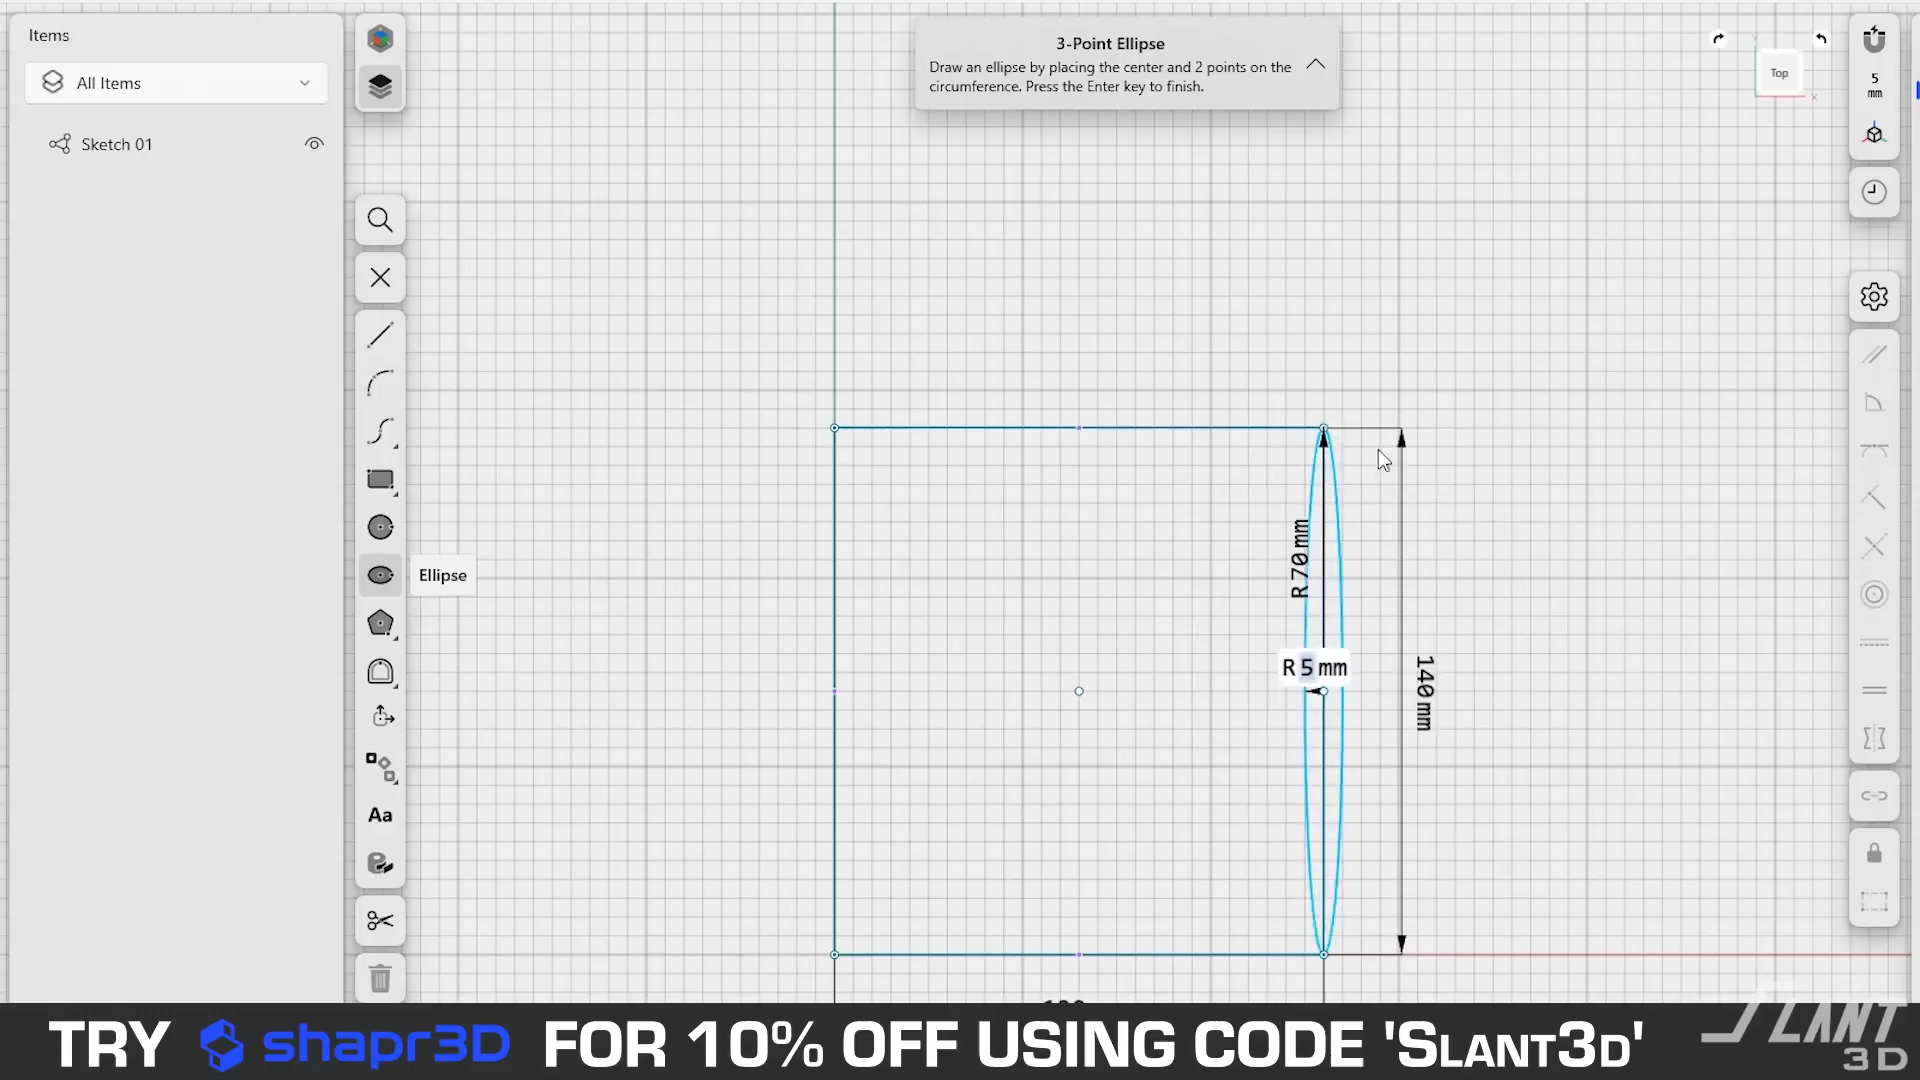 Items
All Items
Sketch 01
Ellipse
Aa
3-Point Ellipse
Draw an ellipse by placing the center and 2 points on the
circumference. Press the Enter key to finish.
Top
5
mm
R 70 mm
R 5 mm
140 mm
TRY shapr3D FOR 10% OFF USING CODE 'Slant3D'
SLANT
3D